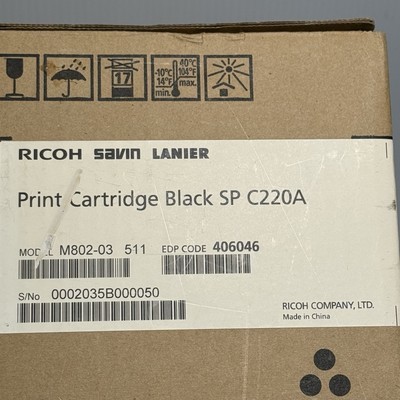 17
-10°C 14°F min. 40°C 104°F max.
RICOH Savin LANIER
Print Cartridge Black SP C220A
MODEL M802-03 511 EDP CODE 406046
S/No 0002035B000050
RICOH COMPANY, LTD.
Made in China